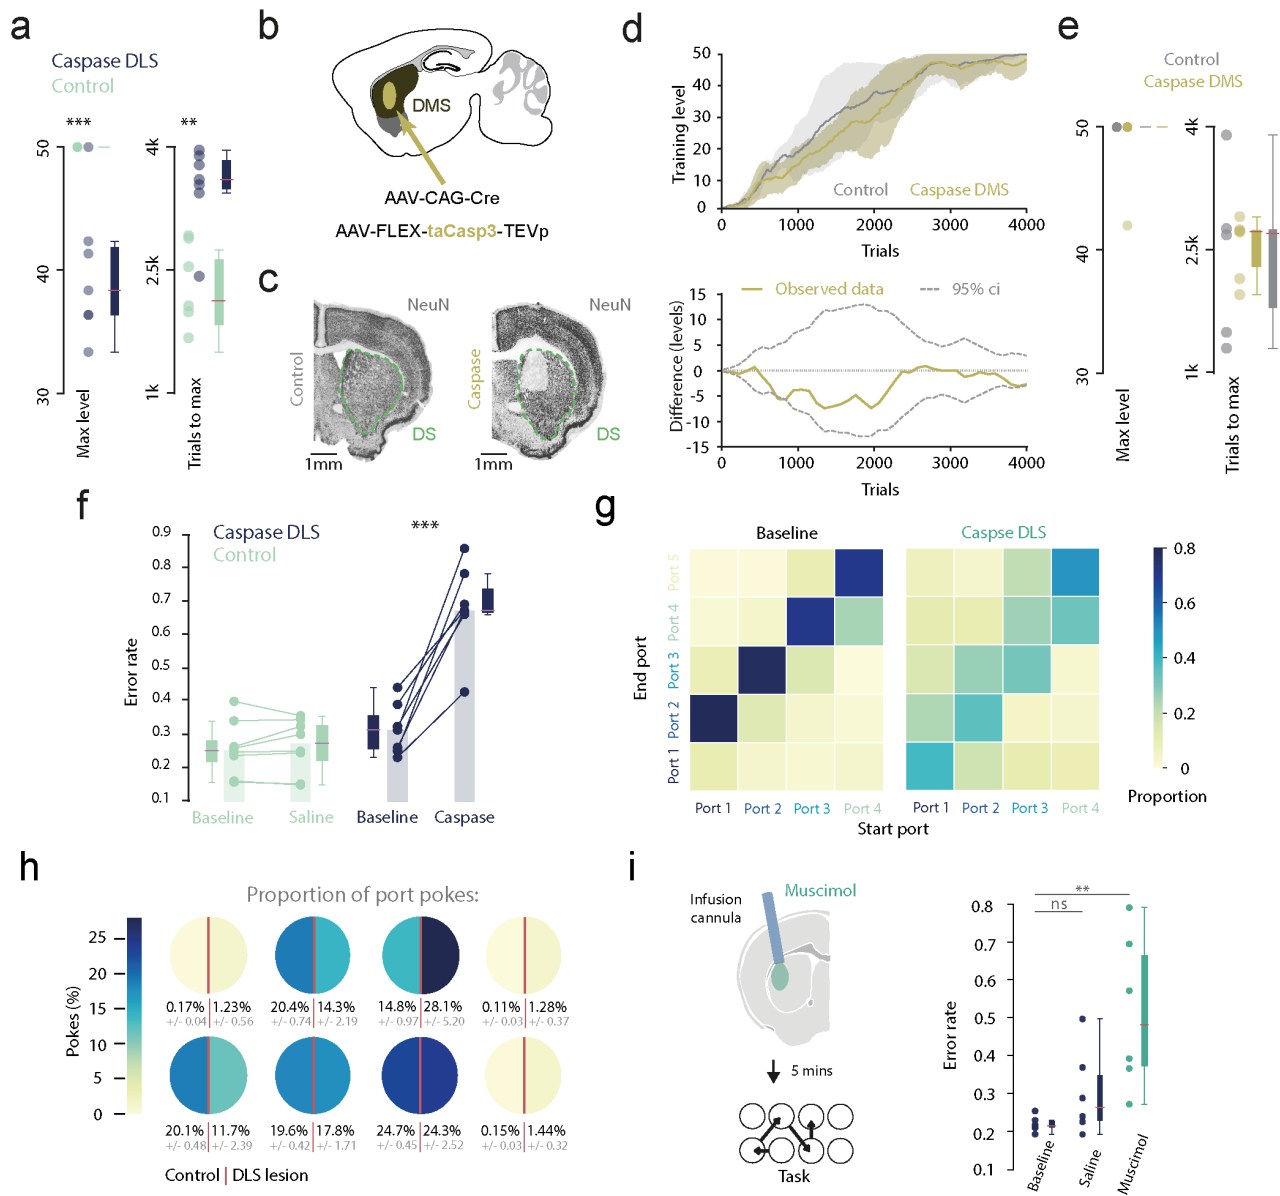 a
Caspase DLS
Control
***
**
50
40
30
Max level
4k
2.5k
1k
Trials to max
b
DMS
AAV-CAG-Cre
AAV-FLEX-taCasp3-TEVp
c
NeuN
Control
DS
1mm
NeuN
Caspase
DS
1mm
d
Training level
50
40
30
20
10
0
Control
Caspase DMS
0
1000
2000
3000
4000
Trials
Difference (levels)
15
10
5
0
-5
-10
-15
Observed data
95% ci
0
1000
2000
3000
4000
Trials
e
Control
Caspase DMS
50
40
30
Max level
4k
2.5k
1k
Trials to max
f
Caspase DLS
Control
***
Error rate
0.9
0.8
0.7
0.6
0.5
0.4
0.3
0.2
0.1
Baseline
Saline
Baseline
Caspase
g
Baseline
Caspse DLS
End port
Port 5
Port 4
Port 3
Port 2
Port 1
Port 1
Port 2
Port 3
Port 4
Port 1
Port 2
Port 3
Port 4
Start port
0.8
0.6
0.4
0.2
0
Proportion
h
Proportion of port pokes:
Pokes (%)
25
20
15
10
5
0
0.17% 1.23%
+/- 0.04 +/- 0.56
20.4% 14.3%
+/- 0.74 +/- 2.19
14.8% 28.1%
+/- 0.97 +/- 5.20
0.11% 1.28%
+/- 0.03 +/- 0.37
20.1% 11.7%
+/- 0.48 +/- 2.39
19.6% 17.8%
+/- 0.42 +/- 1.71
24.7% 24.3%
+/- 0.45 +/- 2.52
0.15% 1.44%
+/- 0.03 +/- 0.32
Control | DLS lesion
i
Muscimol
Infusion
cannula
5 mins
Task
Error rate
0.8
0.7
0.6
0.5
0.4
0.3
0.2
0.1
**
ns
Baseline
Saline
Muscimol